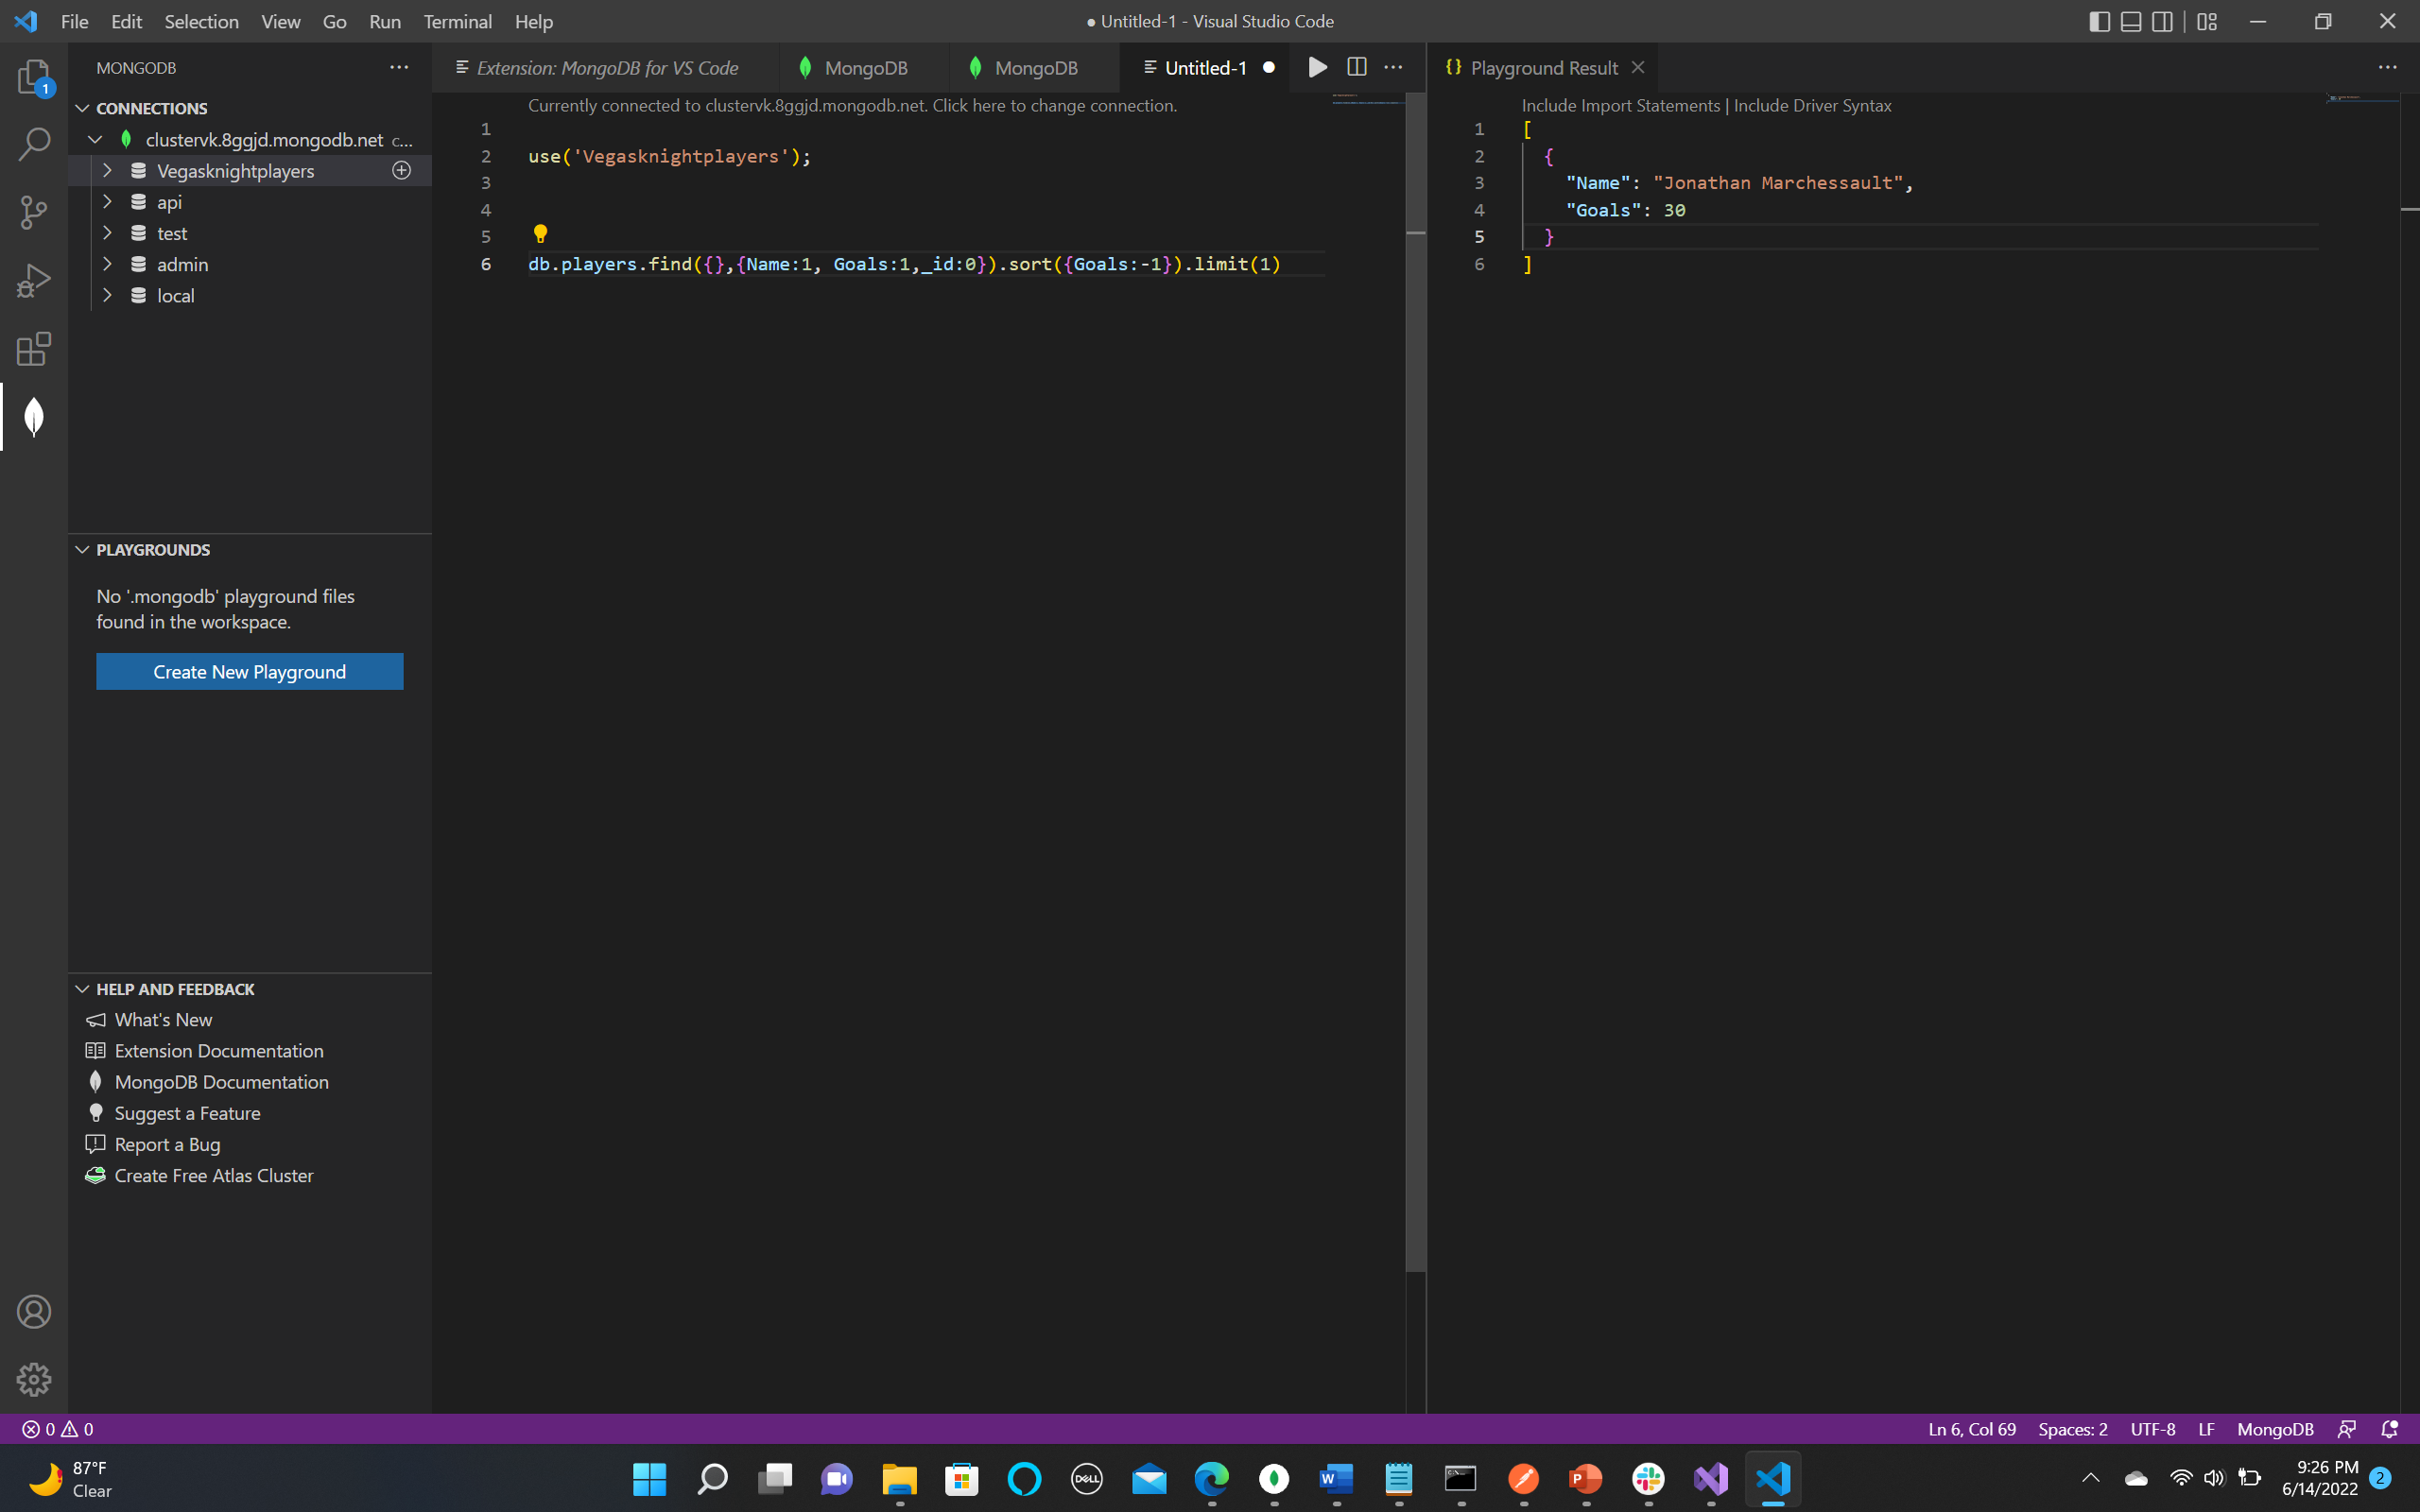 File Edit Selection View Go Run Terminal Help
● Untitled-1 - Visual Studio Code
1
MONGODB
CONNECTIONS
clustervk.8ggjd.mongodb.net c...
Vegasknightplayers
api
test
admin
local
PLAYGROUNDS
No '.mongodb' playground files
found in the workspace.
Create New Playground
HELP AND FEEDBACK
What's New
Extension Documentation
MongoDB Documentation
Suggest a Feature
Report a Bug
Create Free Atlas Cluster
Extension: MongoDB for VS Code MongoDB MongoDB Untitled-1
Currently connected to clustervk.8ggjd.mongodb.net. Click here to change connection.
1
2 use('Vegasknightplayers');
3
4
5
6 db.players.find({},{Name:1, Goals:1,_id:0}).sort({Goals:-1}).limit(1)
{} Playground Result
Include Import Statements | Include Driver Syntax
1 [
2 {
3 "Name": "Jonathan Marchessault",
4 "Goals": 30
5 }
6 ]
0 0
Ln 6, Col 69 Spaces: 2 UTF-8 LF MongoDB
87°F
Clear
DELL
W
P
9:26 PM
6/14/2022
2